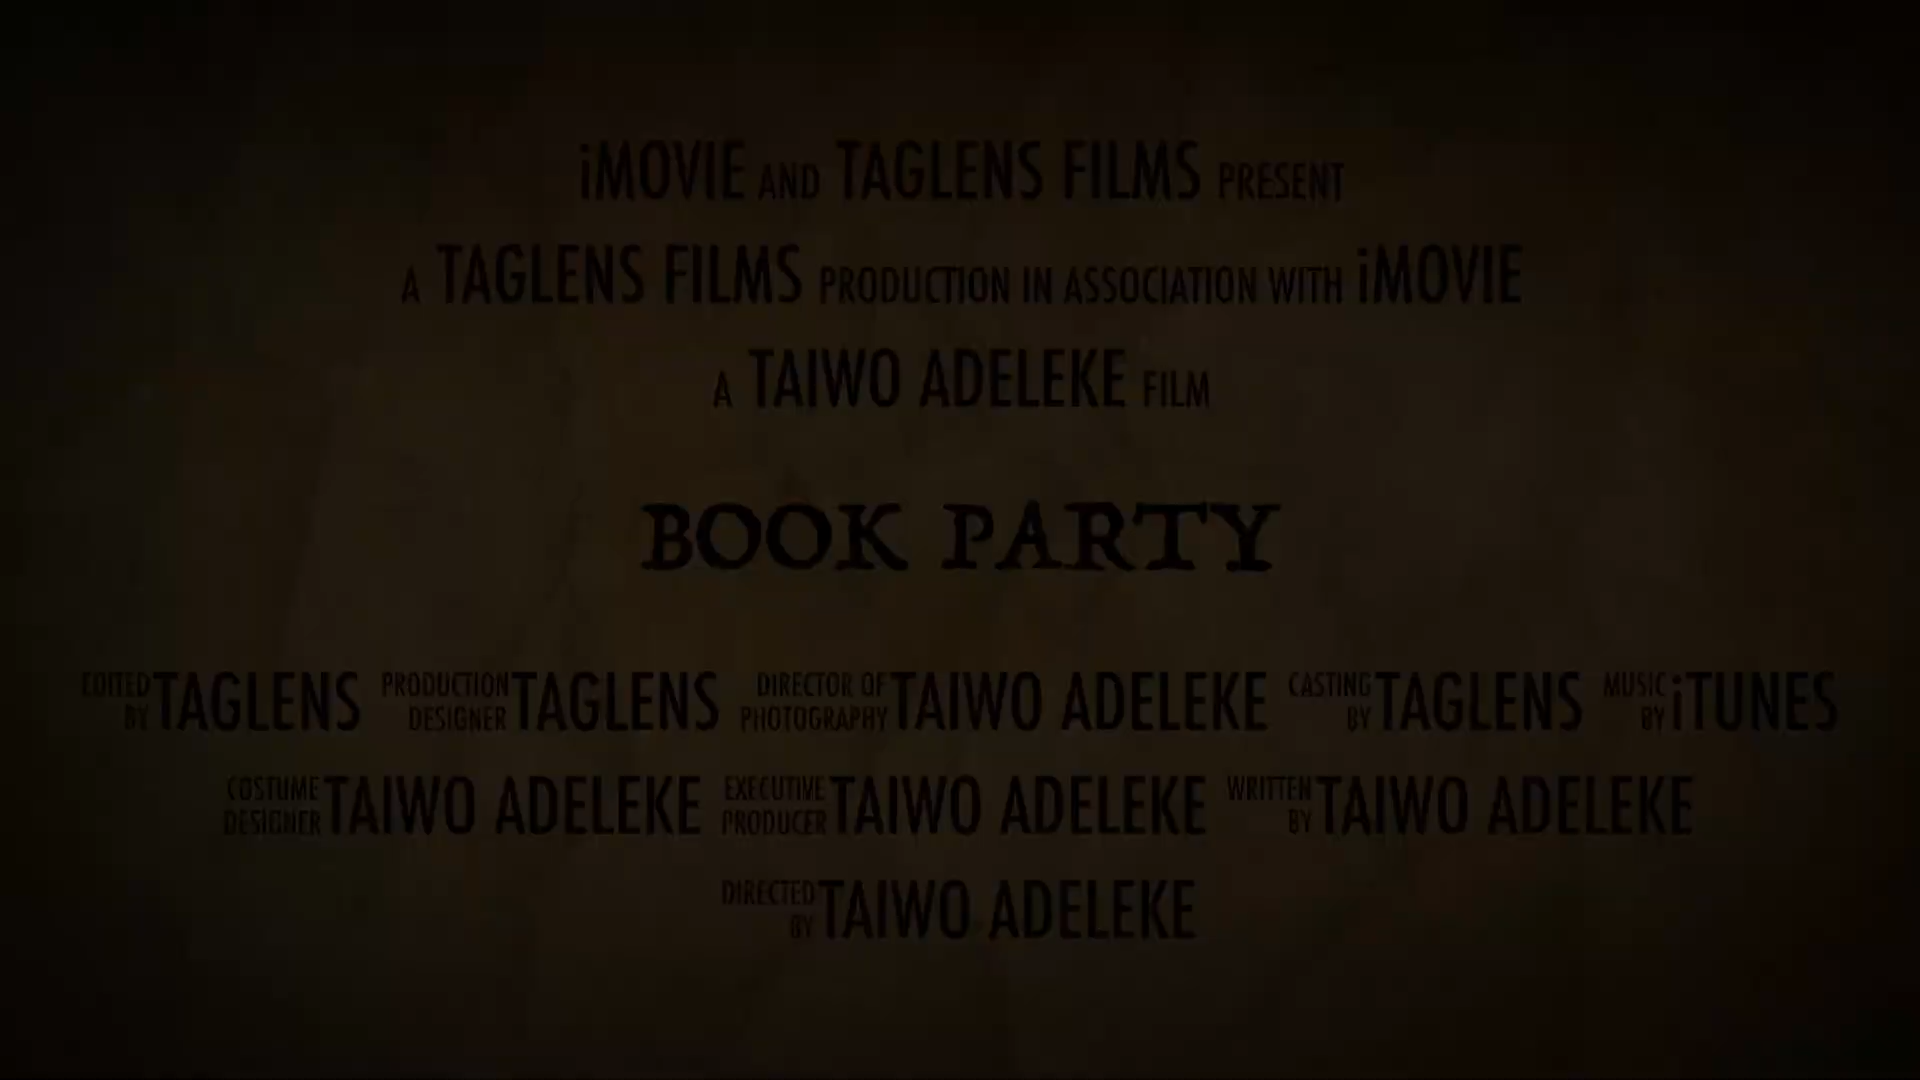 iMOVIE AND TAGLENS FILMS PRESENT
A TAGLENS FILMS PRODUCTION IN ASSOCIATION WITH iMOVIE
A TAIWO ADELEKE FILM
BOOK PARTY
EDITED BY TAGLENS PRODUCTION DESIGNER TAGLENS DIRECTOR OF PHOTOGRAPHY TAIWO ADELEKE CASTING BY TAGLENS MUSIC BY iTUNES
COSTUME DESIGNER TAIWO ADELEKE EXECUTIVE PRODUCER TAIWO ADELEKE WRITTEN BY TAIWO ADELEKE
DIRECTED BY TAIWO ADELEKE